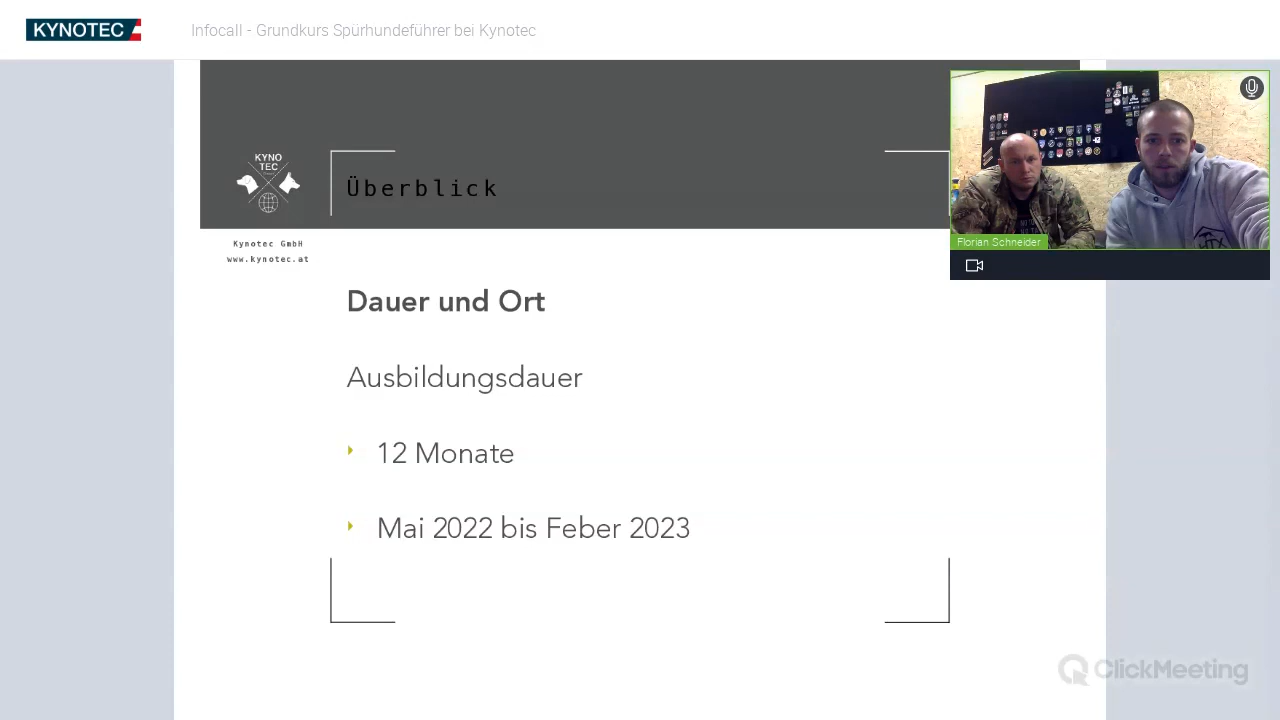 KYNOTEC
Infocall - Grundkurs Spürhundeführer bei Kynotec
KYNO
TEC
Überblick
Kynotec GmbH
www.kynotec.at
Florian Schneider
Dauer und Ort
Ausbildungsdauer
12 Monate
Mai 2022 bis Feber 2023
ClickMeeting